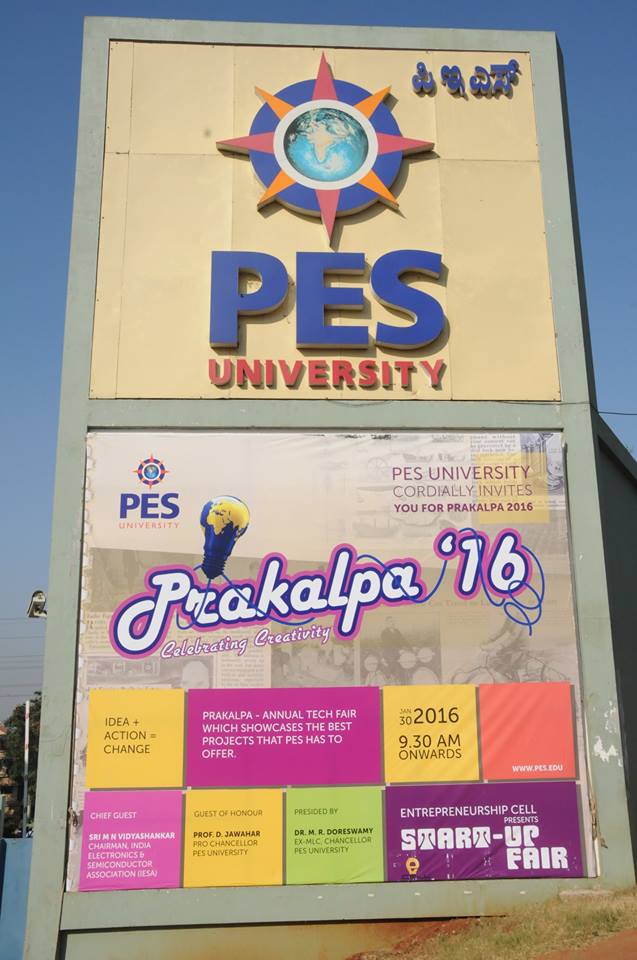 ಪಿ ಇ ಎಸ್
PES
UNIVERSITY
PES
UNIVERSITY
PES UNIVERSITY
CORDIALLY INVITES
YOU FOR PRAKALPA 2016
Prakalpa '16
Celebrating Creativity
IDEA +
ACTION =
CHANGE
PRAKALPA - ANNUAL TECH FAIR
WHICH SHOWCASES THE BEST
PROJECTS THAT PES HAS TO
OFFER.
JAN
30 2016
9.30 AM
ONWARDS
WWW.PES.EDU
CHIEF GUEST
SRI M N VIDYASHANKAR
CHAIRMAN, INDIA
ELECTRONICS &
SEMICONDUCTOR
ASSOCIATION (IESA)
GUEST OF HONOUR
PROF. D. JAWAHAR
PRO CHANCELLOR
PES UNIVERSITY
PRESIDED BY
DR. M. R. DORESWAMY
EX-MLC, CHANCELLOR
PES UNIVERSITY
ENTREPRENEURSHIP CELL
PRESENTS
START-UP
FAIR